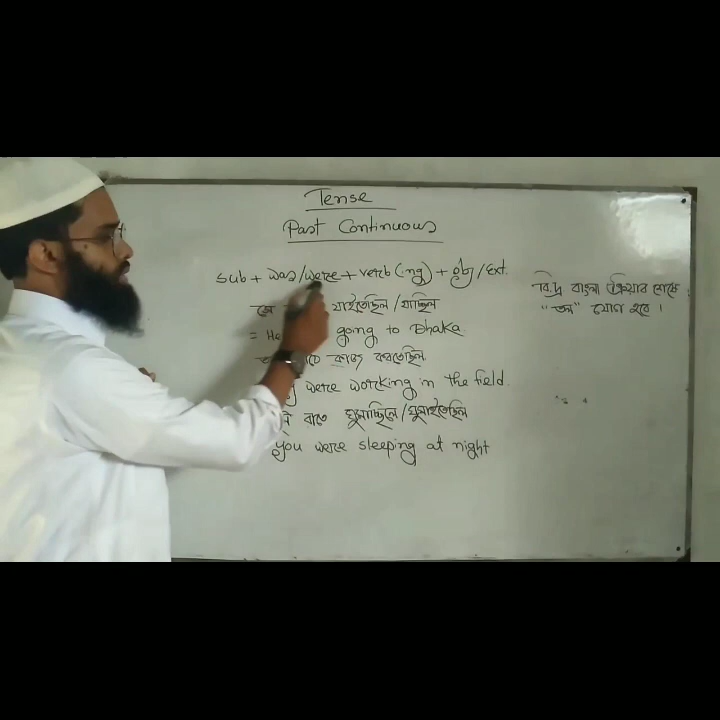 Tense
Past Continuous
sub + was/were + verb (ing) + obj/Ext.
সে যাইতেছিল/যাচ্ছিল
= He going to Dhaka
কাজ করতেছিল
were working in the field.
রাতে ঘুমাচ্ছিলে/ঘুমাইতেছিল
you were sleeping at night
বি.দ্র বাংলা ক্রিয়ার শেষে
যোগ হবে।